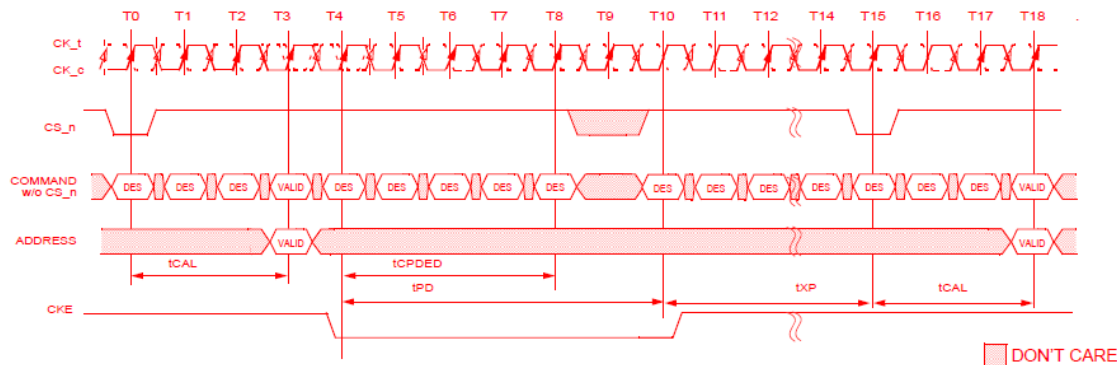 T0 T1 T2 T3 T4 T5 T6 T7 T8 T9 T10 T11 T12 T14 T15 T16 T17 T18
CK_t
CK_c
CS_n
COMMAND
w/o CS_n
DES DES DES VALID DES DES DES DES DES DES DES DES DES DES DES DES VALID
ADDRESS
VALID VALID
tCAL tCPDED
tPD tXP tCAL
CKE
DON'T CARE